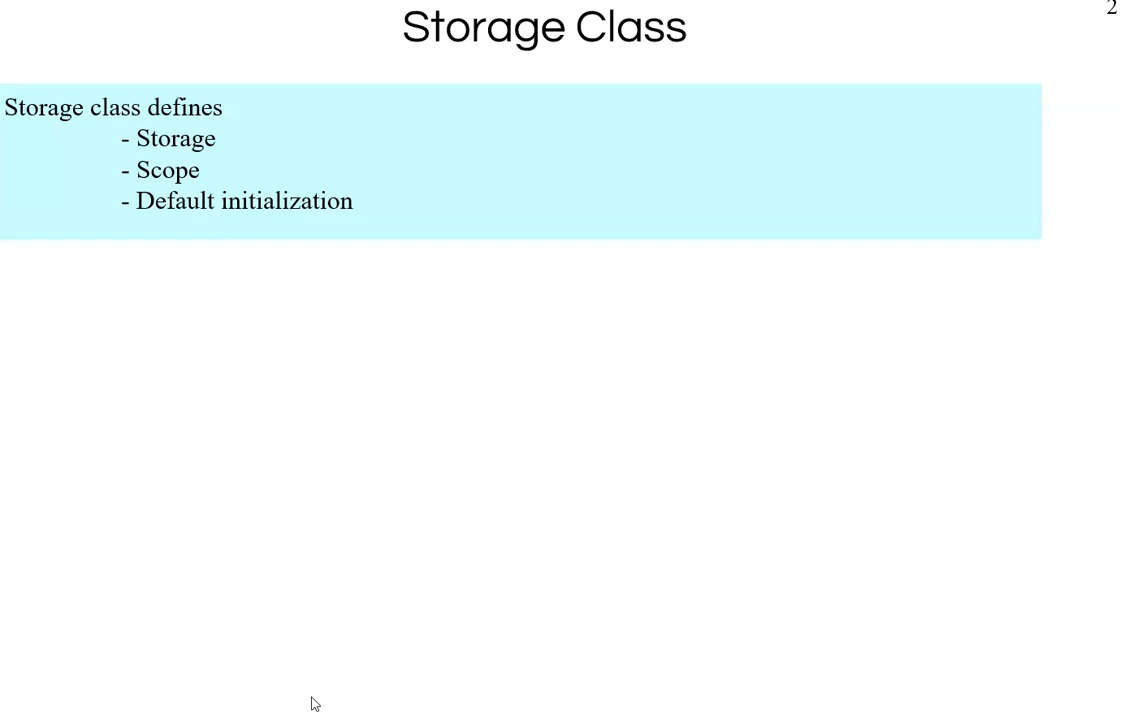 2
Storage Class
Storage class defines
- Storage
- Scope
- Default initialization